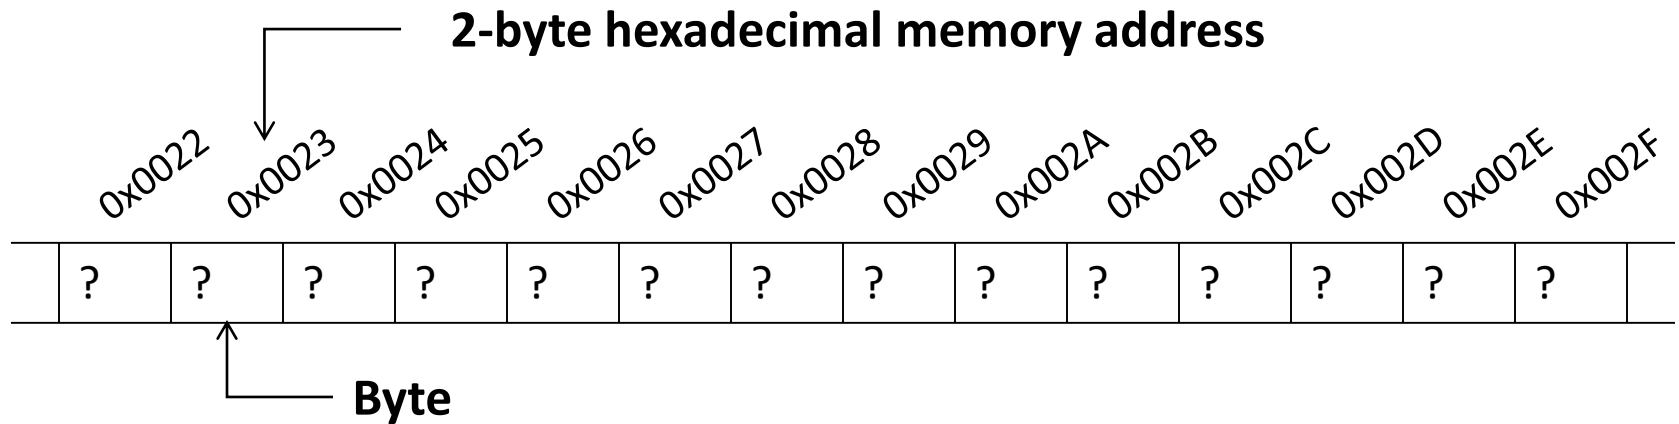 2-byte hexadecimal memory address
0x0022 0x0023 0x0024 0x0025 0x0026 0x0027 0x0028 0x0029 0x002A 0x002B 0x002C 0x002D 0x002E 0x002F
? ? ? ? ? ? ? ? ? ? ? ? ? ?
Byte